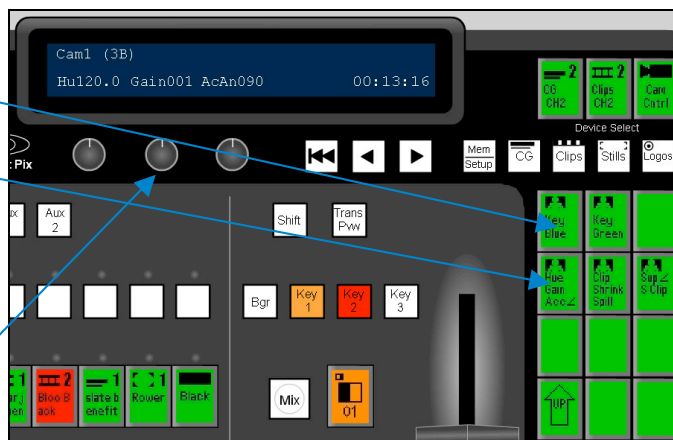 Cam1 (3B)
Hu120.0 Gain001 AcAn090 00:13:16
2
CG
CH2
2
Clips
CH2
Cam
Cntrl
Device Select
Pix
Mem
Setup
CG
Clips
Stills
Logos
Aux
2
Shift
Trans
Pvw
Key
Blue
Key
Green
Hue
Gain
Acc∠
Clip
Shrink
Spill
Sup∠
S Clip
Bgr
Key
1
Key
2
Key
3
1
2
Bloo B
ack
1
slate b
enefit
1
Rower
Black
Mix
01
UP